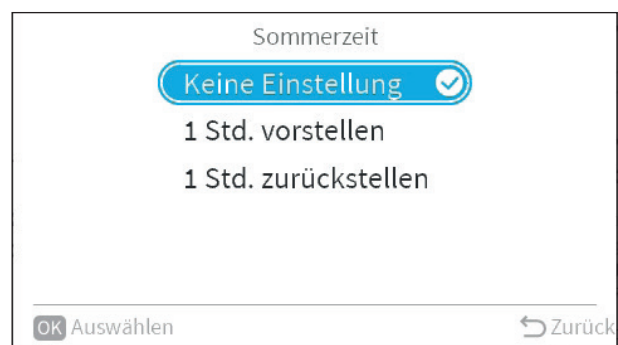 Sommerzeit
Keine Einstellung
1 Std. vorstellen
1 Std. zurückstellen
OK Auswählen
Zurück